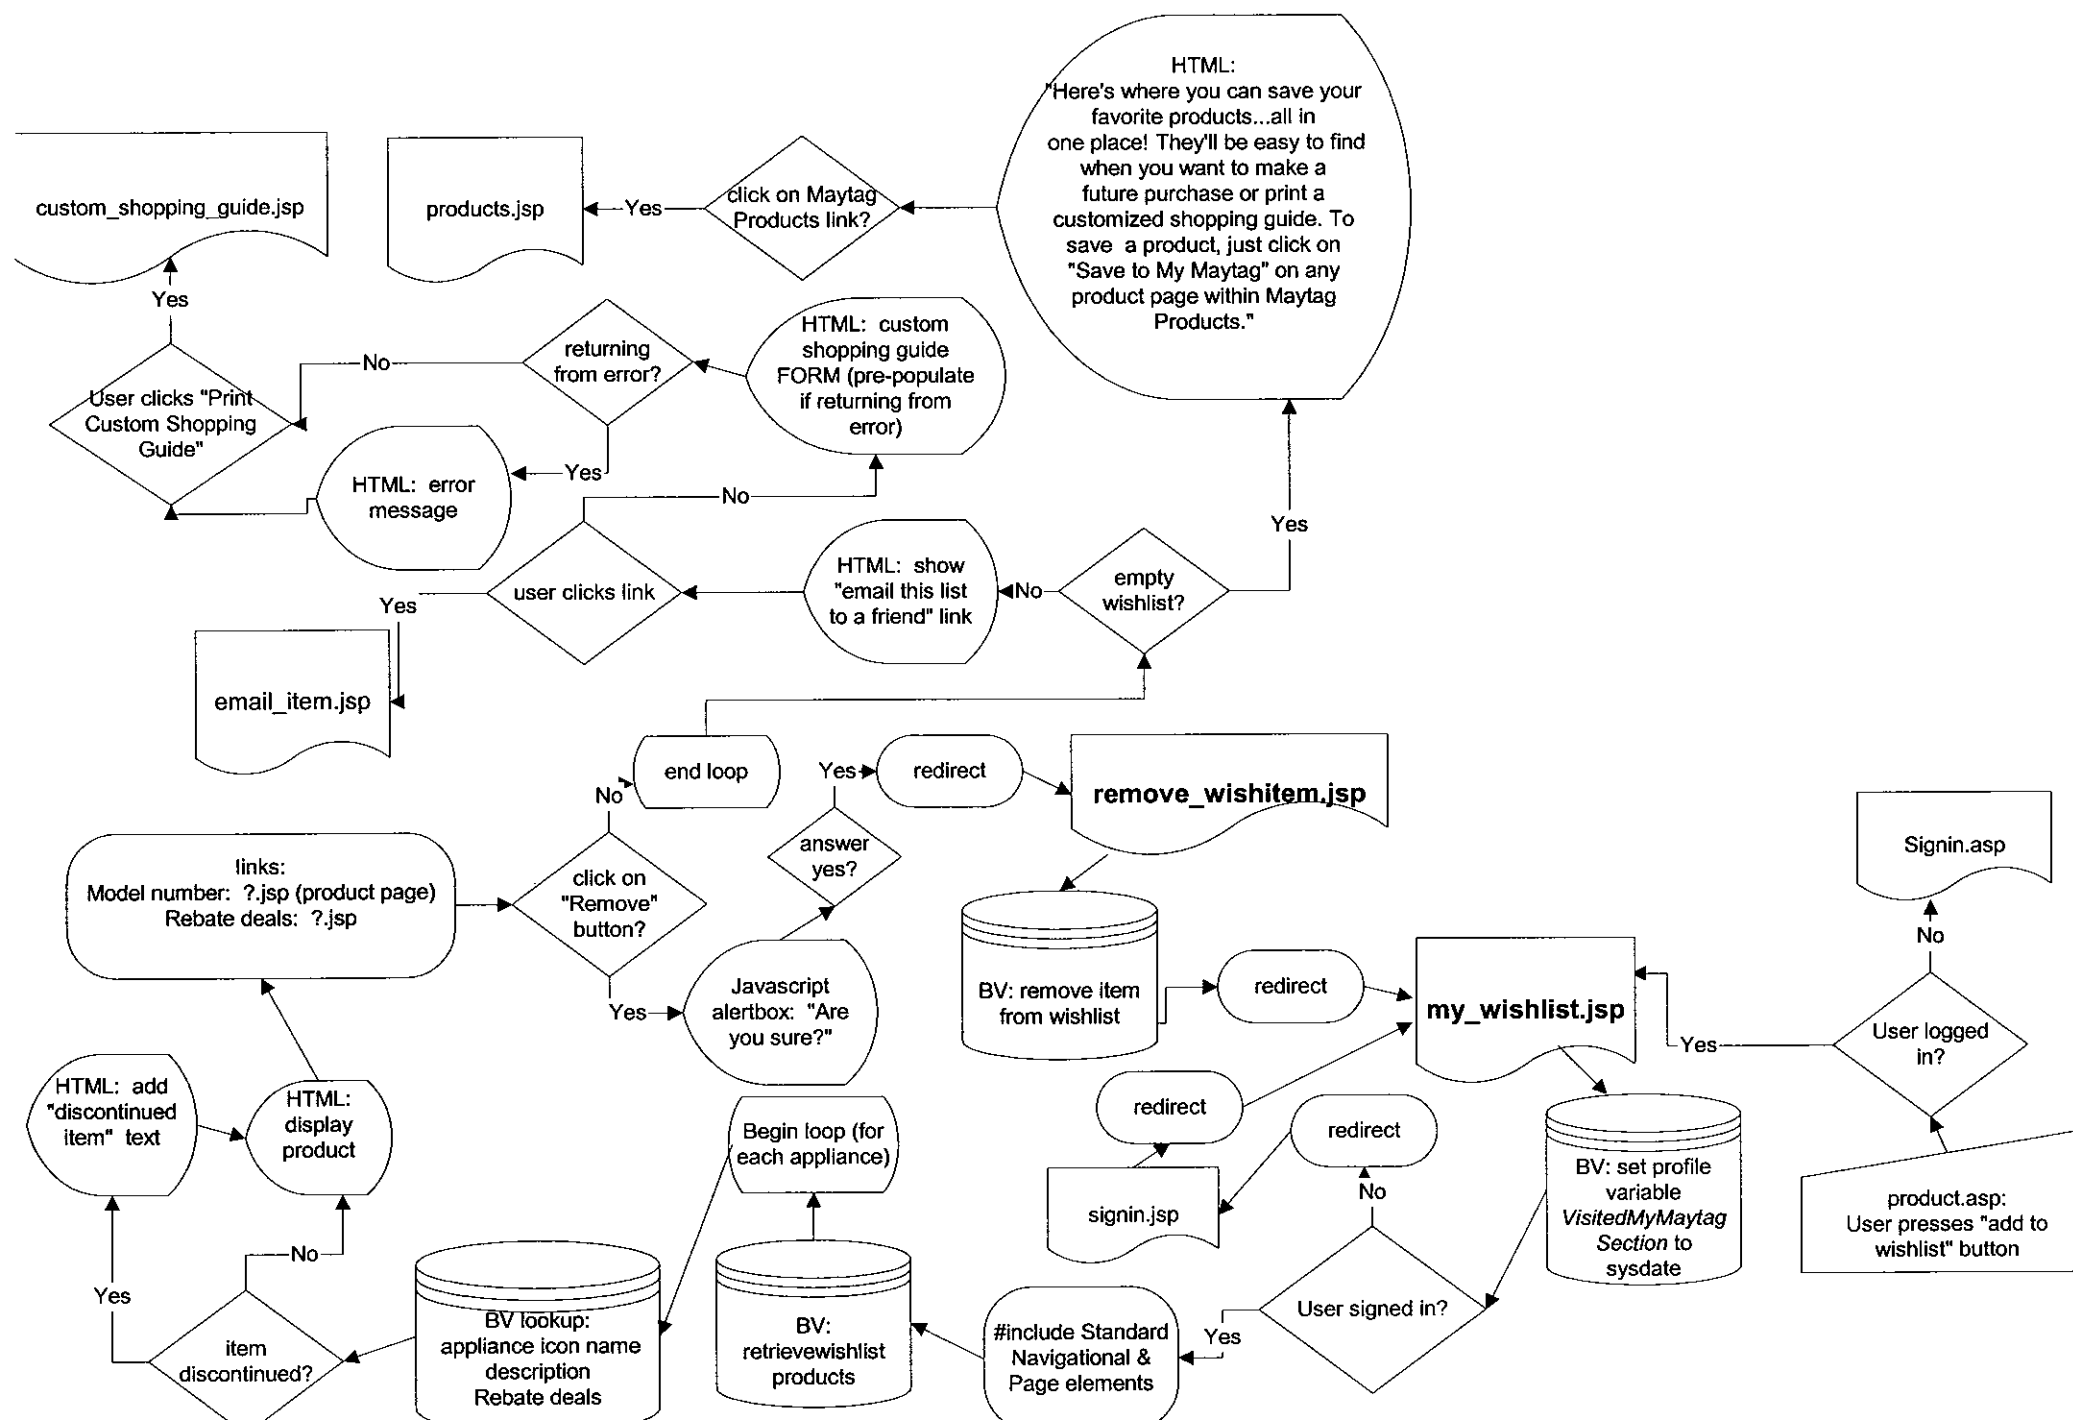 HTML:
"Here's where you can save your
favorite products...all in
one place! They'll be easy to find
when you want to make a
future purchase or print a
customized shopping guide. To
save a product, just click on
"Save to My Maytag" on any
product page within Maytag
Products."
click on Maytag
Products link?
Yes
products.jsp
custom_shopping_guide.jsp
Yes
HTML: custom
shopping guide
FORM (pre-populate
if returning from
error)
returning
from error?
No
User clicks "Print
Custom Shopping
Guide"
Yes
HTML: error
message
No
Yes
empty
wishlist?
No
HTML: show
"email this list
to a friend" link
user clicks link
Yes
email_item.jsp
end loop
No
Yes
redirect
remove_wishitem.jsp
answer
yes?
Signin.asp
links:
Model number: ?.jsp (product page)
Rebate deals: ?.jsp
click on
"Remove"
button?
Yes
Javascript
alertbox: "Are
you sure?"
BV: remove item
from wishlist
redirect
my_wishlist.jsp
No
User logged
in?
Yes
HTML: add
"discontinued
item" text
HTML:
display
product
Begin loop (for
each appliance)
redirect
redirect
signin.jsp
No
BV: set profile
variable
VisitedMyMaytag
Section to
sysdate
product.asp:
User presses "add to
wishlist" button
No
Yes
item
discontinued?
BV lookup:
appliance icon name
description
Rebate deals
BV:
retrievewishlist
products
#include Standard
Navigational &
Page elements
Yes
User signed in?